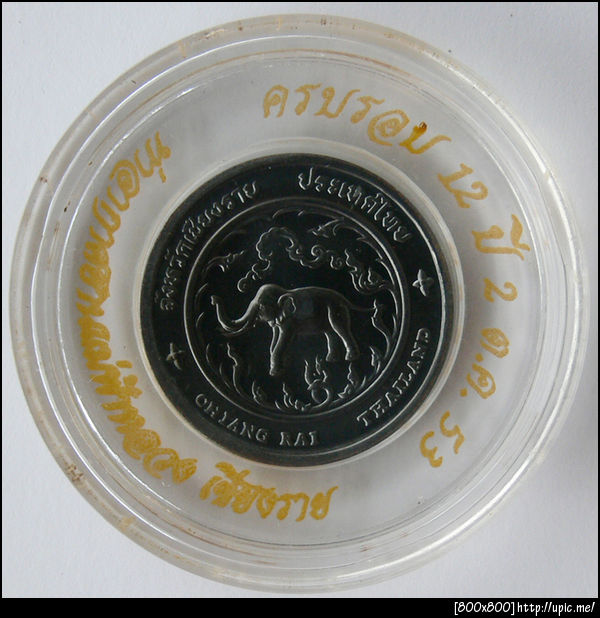 ครบรอบ 12 ปี 2 ต.ค. 53
เชียงราย
จังหวัดเชียงราย ประเทศไทย
CHIANG RAI THAILAND
[800x800] http://upic.me/